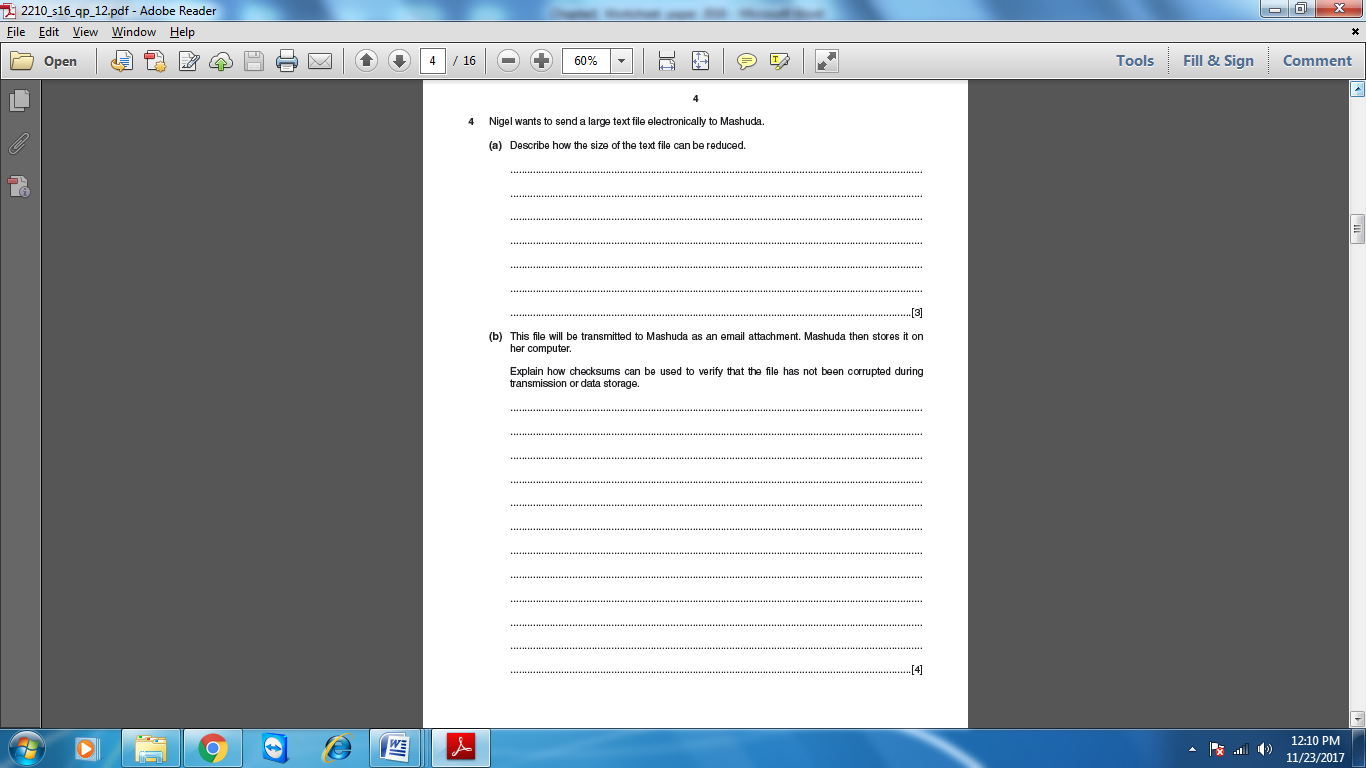 2210_s16_qp_12.pdf - Adobe Reader
File Edit View Window Help
Open 4 / 16 60% Tools Fill & Sign Comment
4
4 Nigel wants to send a large text file electronically to Mashuda.
(a) Describe how the size of the text file can be reduced.
..........................................................................................
..........................................................................................
..........................................................................................
..........................................................................................
..........................................................................................
..........................................................................................
..........................................................................................[3]
(b) This file will be transmitted to Mashuda as an email attachment. Mashuda then stores it on
her computer.
Explain how checksums can be used to verify that the file has not been corrupted during
transmission or data storage.
..........................................................................................
..........................................................................................
..........................................................................................
..........................................................................................
..........................................................................................
..........................................................................................
..........................................................................................
..........................................................................................
..........................................................................................
..........................................................................................
..........................................................................................
..........................................................................................[4]
12:10 PM
11/23/2017